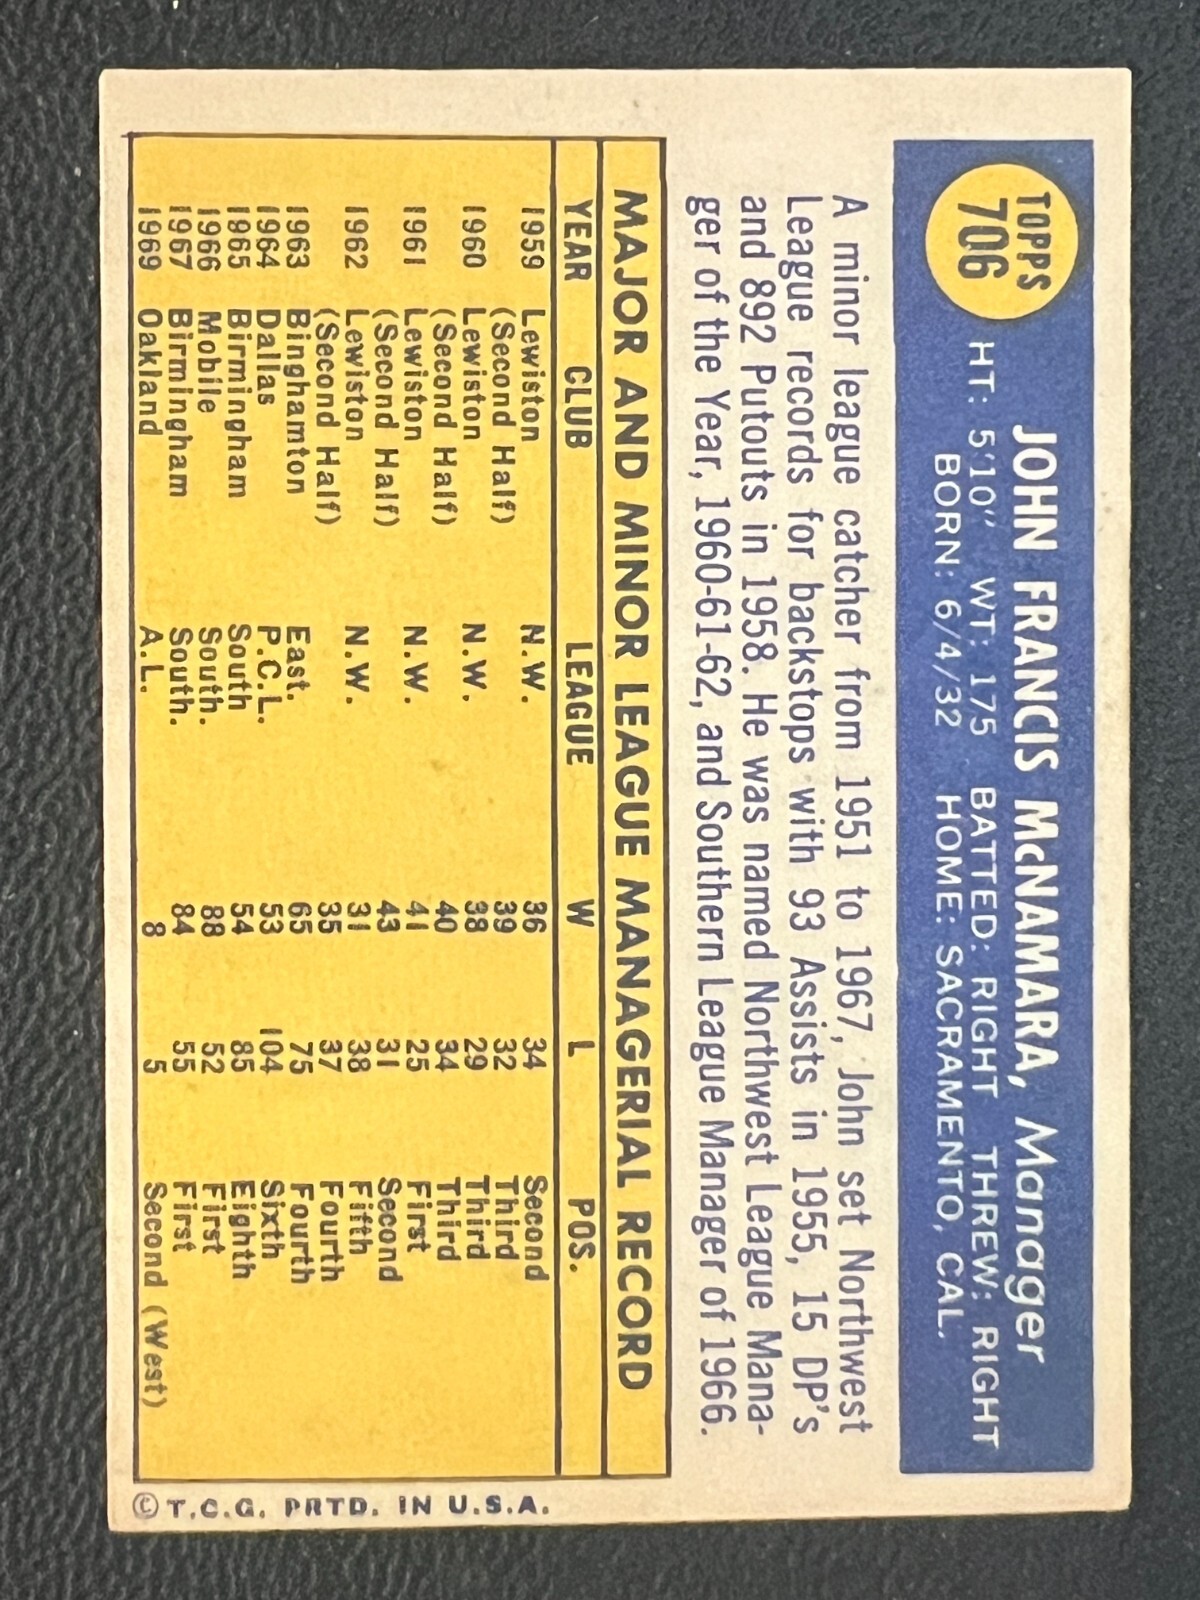 TOPPS
706
JOHN FRANCIS McNAMARA, Manager
HT: 5'10" WT: 175 BATTED: RIGHT THREW: RIGHT
BORN: 6/4/32 HOME: SACRAMENTO, CAL.
A minor league catcher from 1951 to 1967, John set Northwest
League records for backstops with 93 Assists in 1955, 15 DP's
and 892 Putouts in 1958. He was named Northwest League Mana-
ger of the Year, 1960-61-62, and Southern League Manager of 1966.
MAJOR AND MINOR LEAGUE MANAGERIAL RECORD
YEAR CLUB LEAGUE W L POS.
1959 Lewiston N.W. 36 34 Second
(Second Half) 39 32 Third
1960 Lewiston N.W. 38 29 Third
(Second Half) 40 34 Third
1961 Lewiston N.W. 41 25 First
(Second Half) 43 31 Second
1962 Lewiston N.W. 31 38 Fifth
(Second Half) 35 37 Fourth
1963 Binghamton East. 65 75 Fourth
1964 Dallas P.C.L. 53 104 Sixth
1965 Birmingham South 54 85 Eighth
1966 Mobile South. 88 52 First
1967 Birmingham South. 84 55 First
1969 Oakland A.L. 8 5 Second (West)
© T.C.G. PRTD. IN U.S.A.